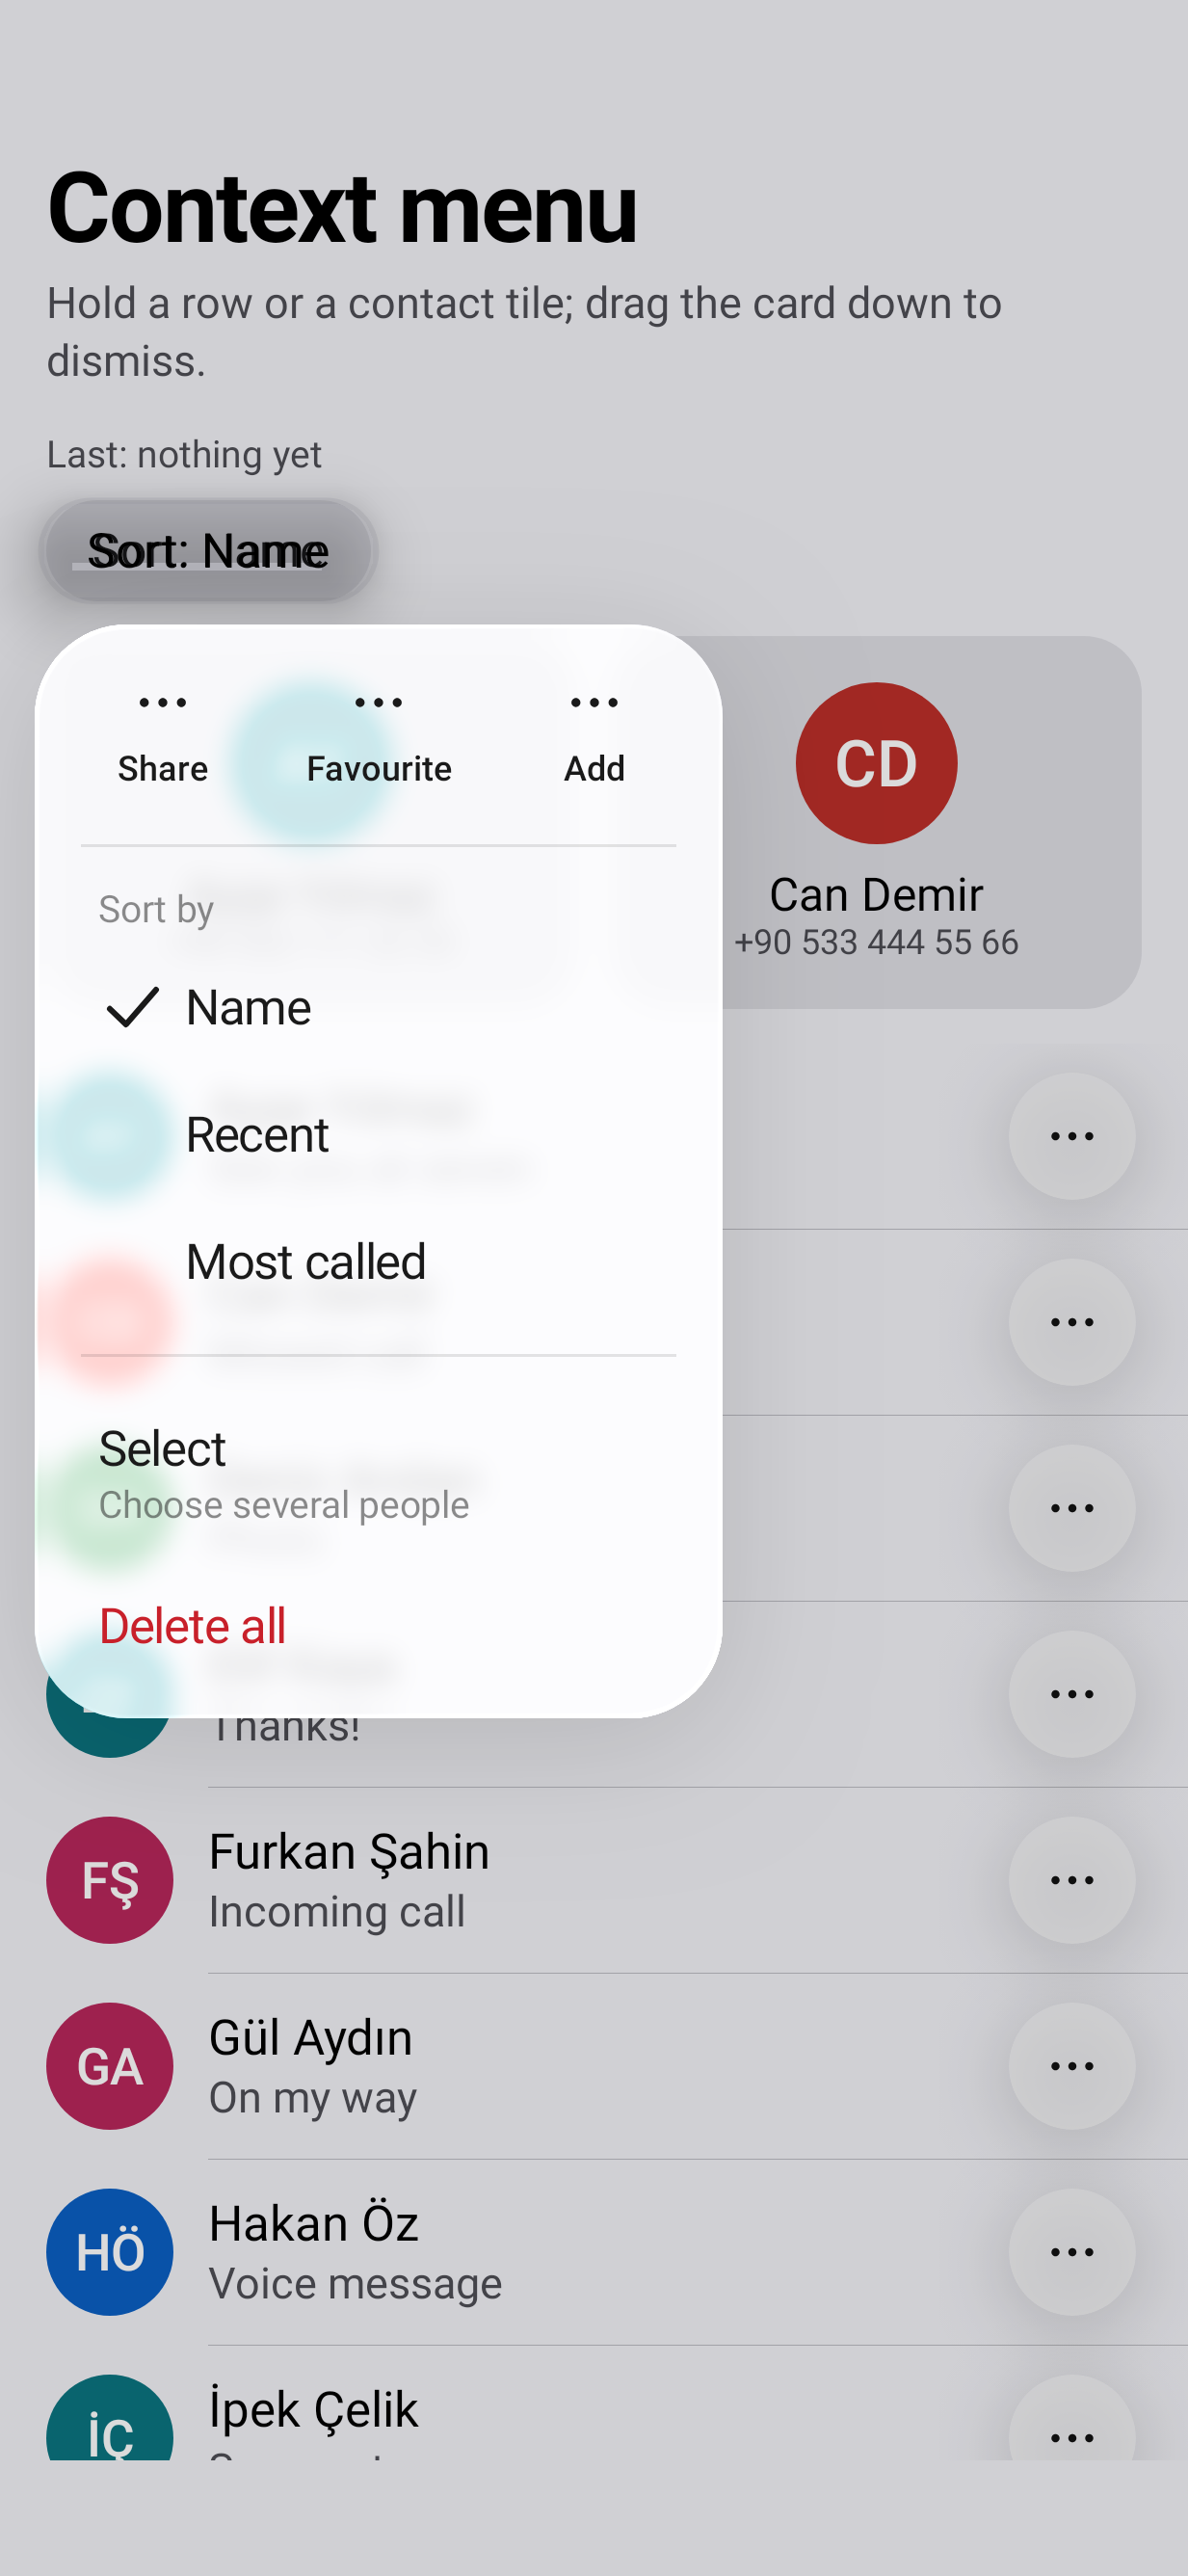 Context menu
Hold a row or a contact tile; drag the card down to
dismiss.
Last: nothing yet
Sort: Name
Share
Favourite
Add
Sort by
Name
Recent
Most called
Select
Choose several people
Delete all
CD
Can Demir
+90 533 444 55 66
Thanks!
FŞ
Furkan Şahin
Incoming call
GA
Gül Aydın
On my way
HÖ
Hakan Öz
Voice message
İÇ
İpek Çelik